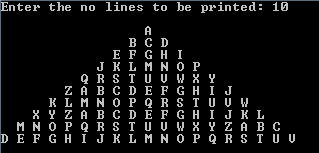 Enter the no lines to be printed: 10
A
B C D
E F G H I
J K L M N O P
Q R S T U V W X Y
Z A B C D E F G H I J
K L M N O P Q R S T U V W
X Y Z A B C D E F G H I J K L
M N O P Q R S T U V W X Y Z A B C
D E F G H I J K L M N O P Q R S T U V